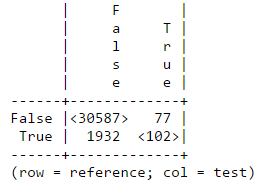 |     F       |
      |     a       |
      |     l     T |
      |     s     r |
      |     e     u |
      |           e |
------+-------------+
False |<30587>   77 |
 True |  1932  <102>|
------+-------------+
(row = reference; col = test)